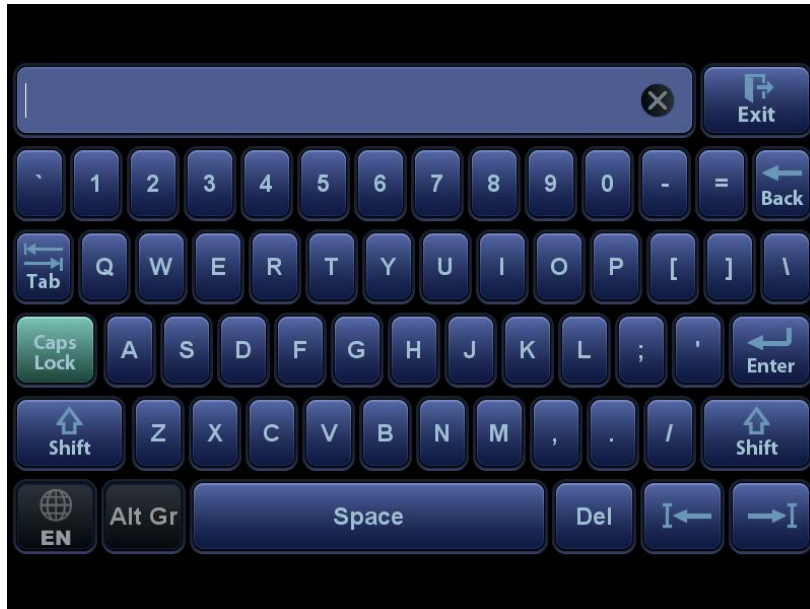 Exit
` 1 2 3 4 5 6 7 8 9 0 - = Back
Tab Q W E R T Y U I O P [ ] \
Caps Lock A S D F G H J K L ; ' Enter
Shift Z X C V B N M , . / Shift
EN Alt Gr Space Del